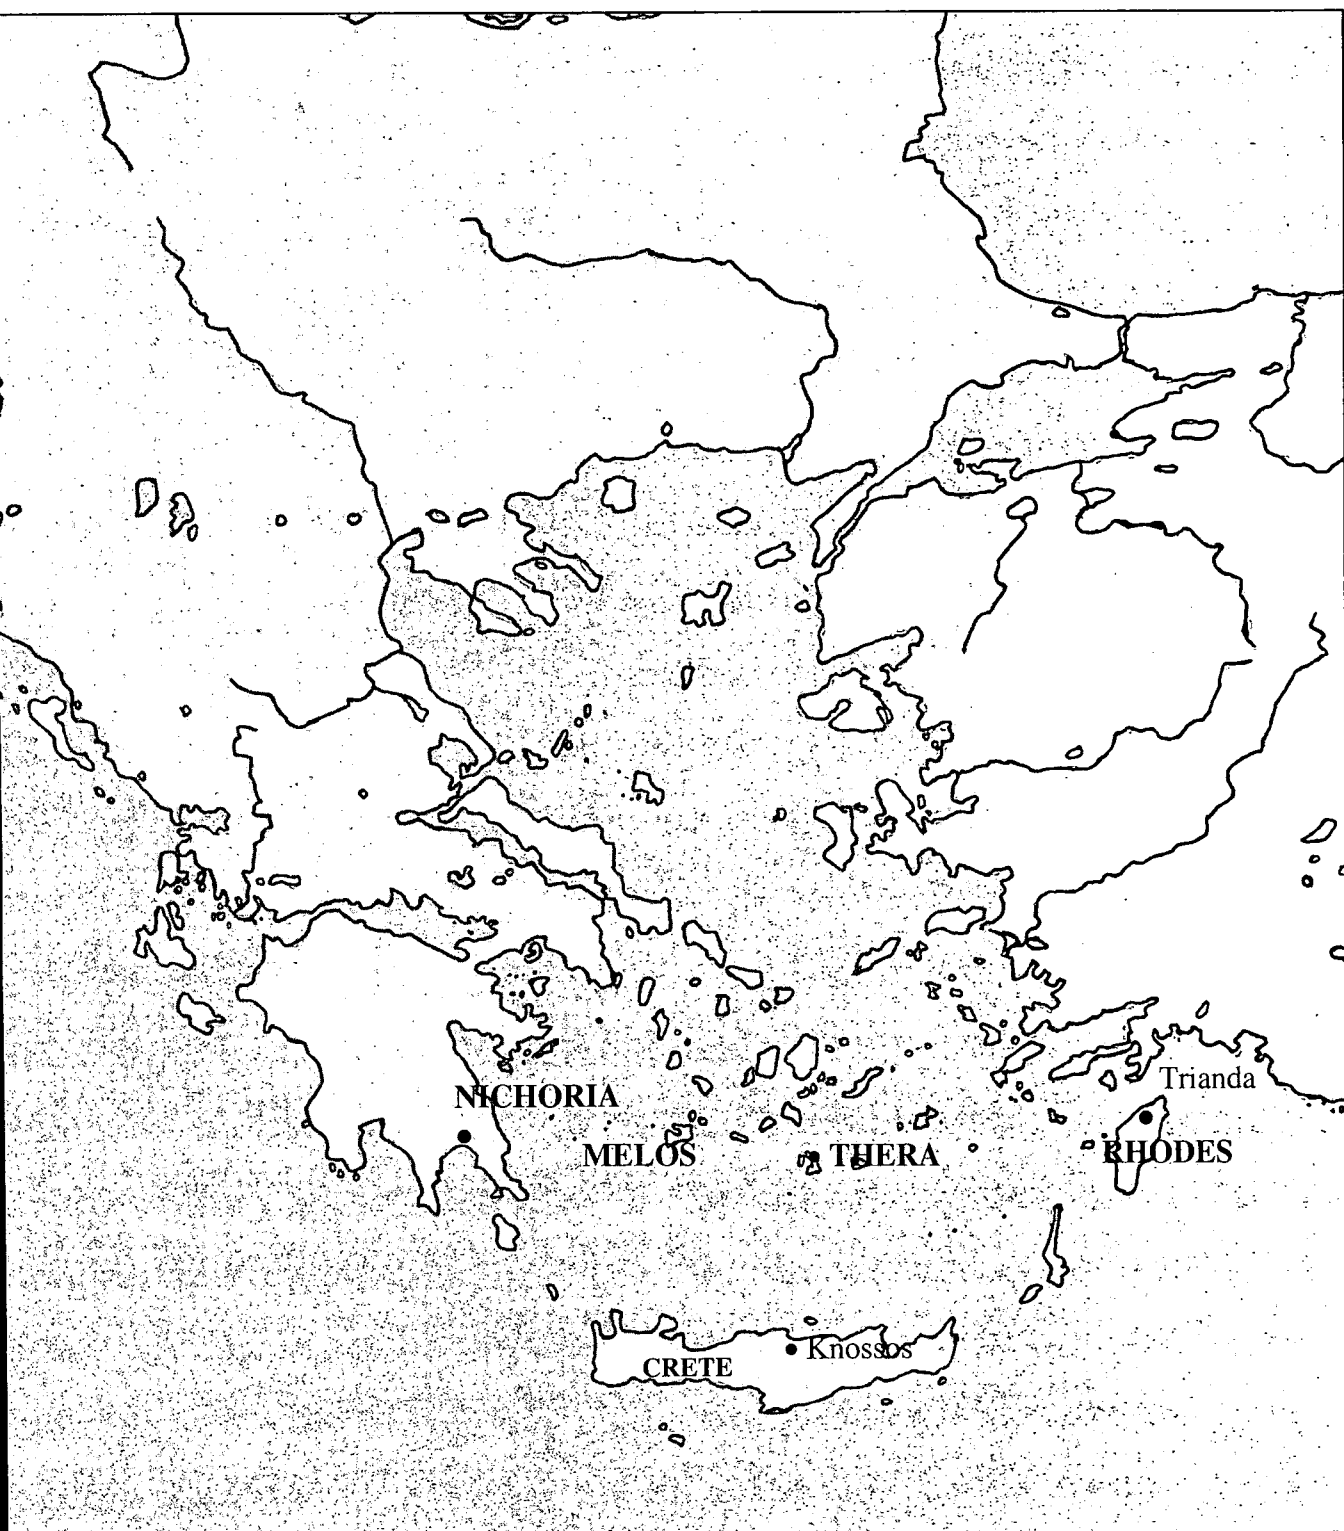 NICHORIA
Trianda
MELOS
THERA
RHODES
Knossos
CRETE